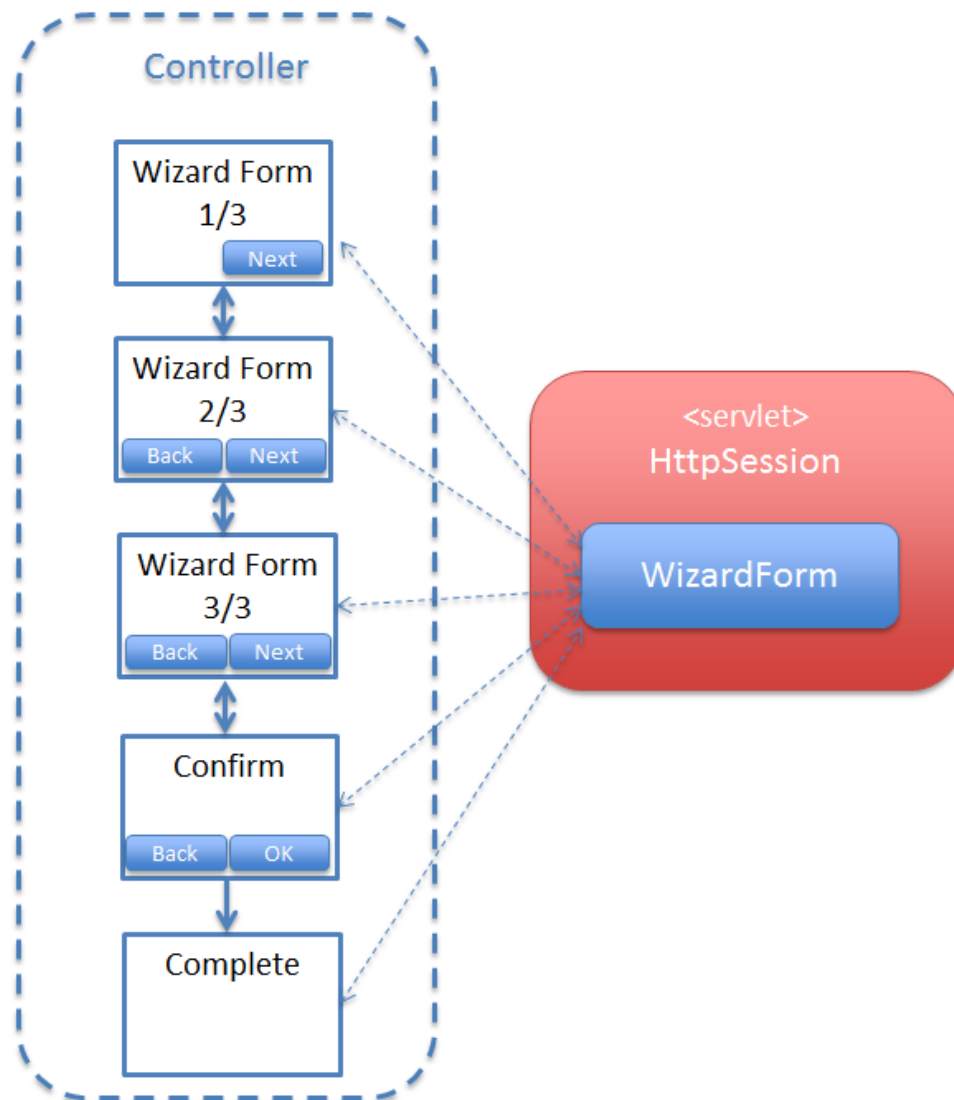 Controller
Wizard Form
1/3
Next
Wizard Form
2/3
Back Next
Wizard Form
3/3
Back Next
Confirm
Back OK
Complete
<servlet>
HttpSession
WizardForm